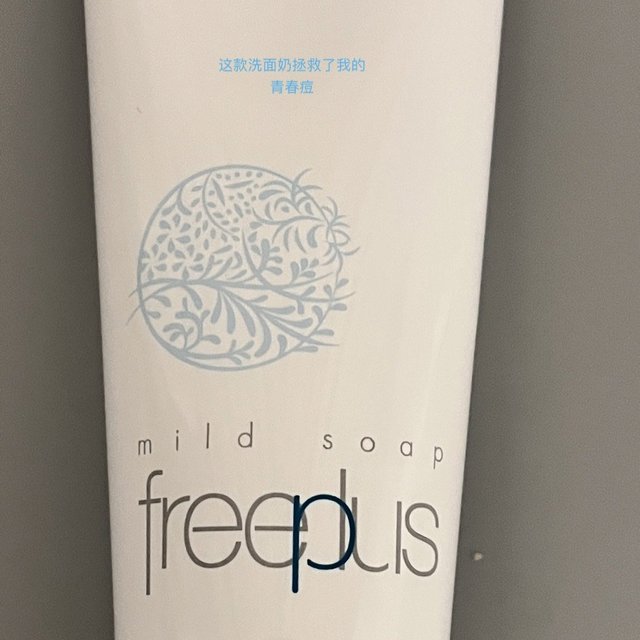 这款洗面奶拯救了我的
青春痘
mild soap
freeplus